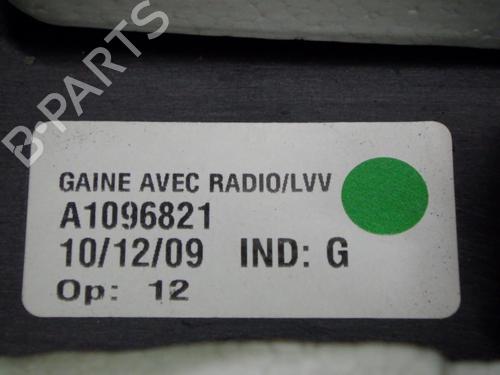 B-PARTS
GAINE AVEC RADIO/LVV
A1096821
10/12/09 IND: G
Op: 12